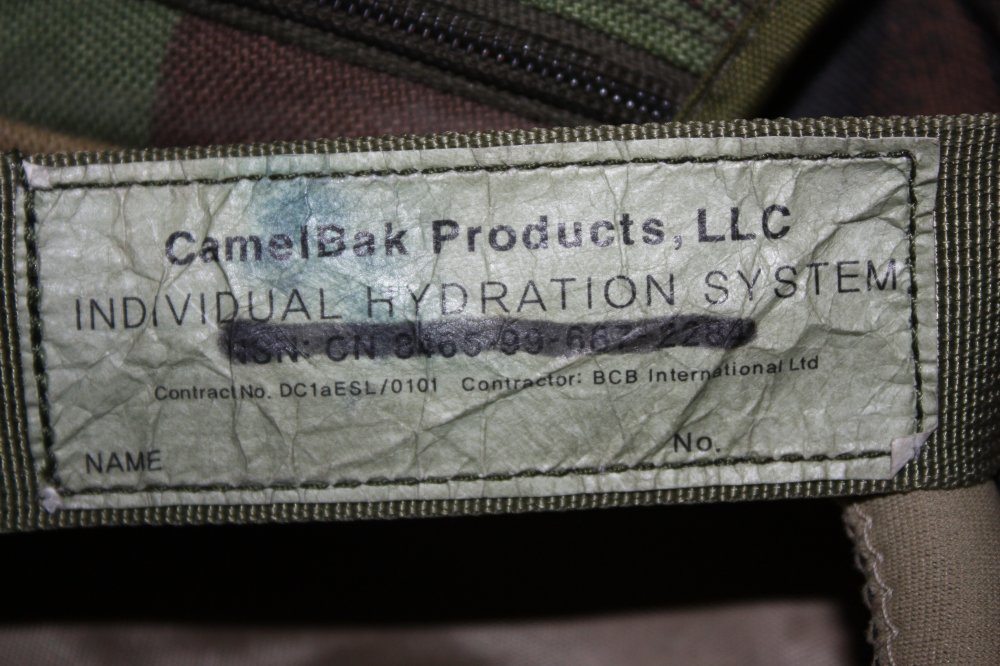 CamelBak Products, LLC
INDIVIDUAL HYDRATION SYSTEM
NSN: CN
Contract No. DC1aESL/0101 Contractor: BCB International Ltd
NAME No.